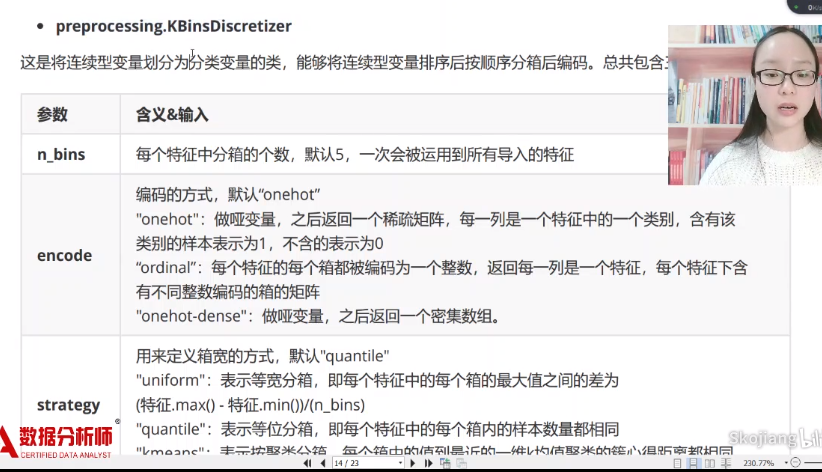 • preprocessing.KBinsDiscretizer
这是将连续型变量划分为分类变量的类，能够将连续型变量排序后按顺序分箱后编码。总共包含
参数 含义&输入
n_bins 每个特征中分箱的个数，默认5，一次会被运用到所有导入的特征
编码的方式，默认“onehot”
"onehot"：做哑变量，之后返回一个稀疏矩阵，每一列是一个特征中的一个类别，含有该
类别的样本表示为1，不含的表示为0
encode
“ordinal”：每个特征的每个箱都被编码为一个整数，返回每一列是一个特征，每个特征下含
有不同整数编码的箱的矩阵
"onehot-dense"：做哑变量，之后返回一个密集数组。
用来定义箱宽的方式，默认"quantile"
"uniform"：表示等宽分箱，即每个特征中的每个箱的最大值之间的差为
strategy
(特征.max() - 特征.min())/(n_bins)
"quantile"：表示等位分箱，即每个特征中的每个箱内的样本数量都相同
"kmeans"：表示按聚类分箱，每个箱中的值到最近的一维k均值聚类的簇心得距离都相同
数据分析师®
CERTIFIED DATA ANALYST
Skojiang bili
14 / 23
230.77%